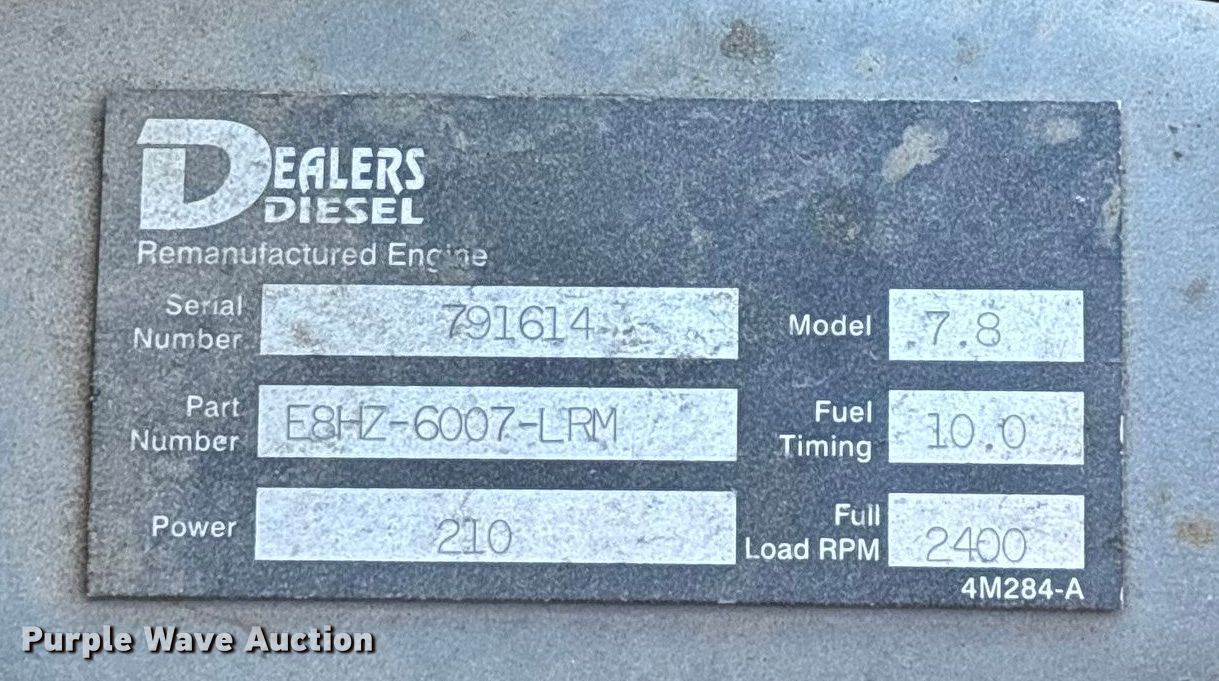 DEALERS
DIESEL
Remanufactured Engine
Serial Number 791614
Model 7.8
Part Number E8HZ-6007-LRM
Fuel Timing 10.0
Power 210
Full Load RPM 2400
4M284-A
Purple Wave Auction